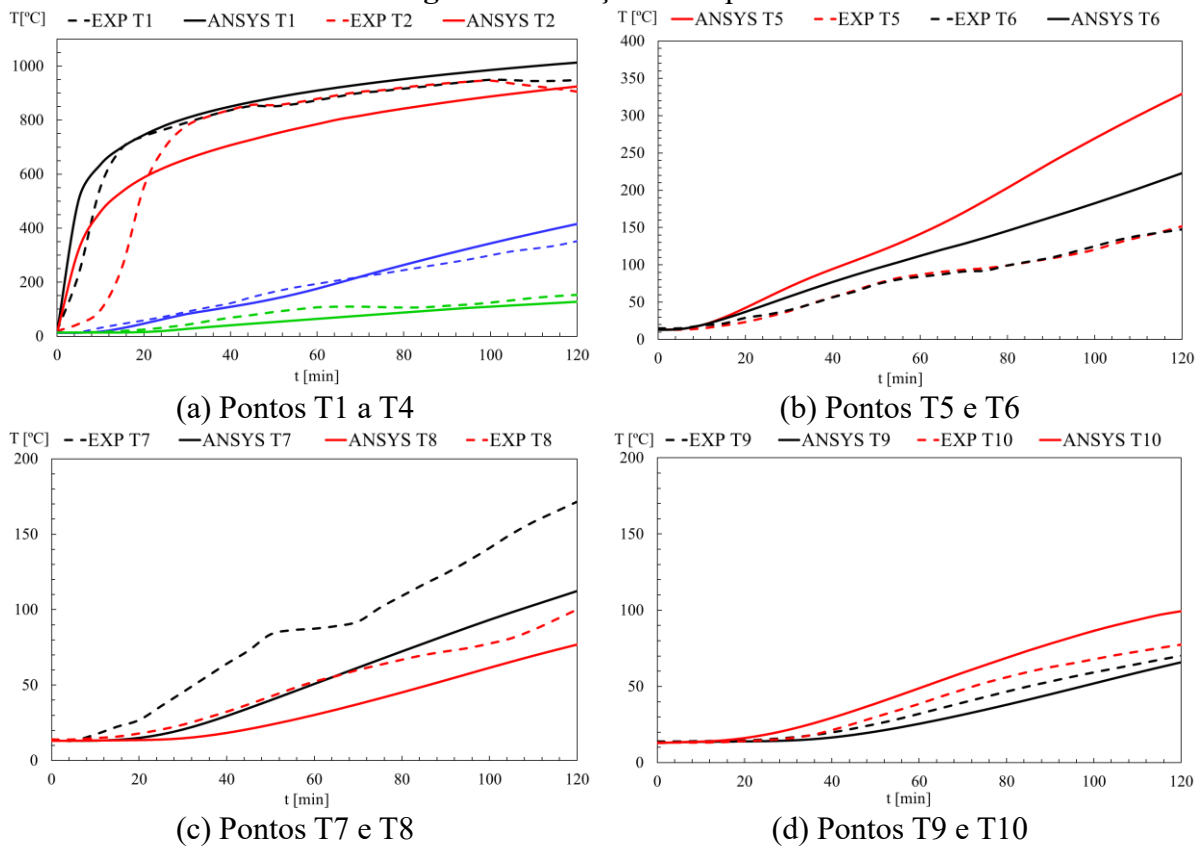 T[ºC] EXP T1 ANSYS T1 EXP T2 ANSYS T2
1000
800
600
400
200
0
0 20 40 60 80 100 120
t [min]
(a) Pontos T1 a T4
ANSYS T5 EXP T5 EXP T6 ANSYS T6
T [ºC]
400
350
300
250
200
150
100
50
0
0 20 40 60 80 100 120
t [min]
(b) Pontos T5 e T6
T [ºC] EXP T7 ANSYS T7 ANSYS T8 EXP T8
200
150
100
50
0
0 20 40 60 80 100 120
t [min]
(c) Pontos T7 e T8
T [ºC] EXP T9 ANSYS T9 EXP T10 ANSYS T10
200
150
100
50
0
0 20 40 60 80 100 120
t [min]
(d) Pontos T9 e T10